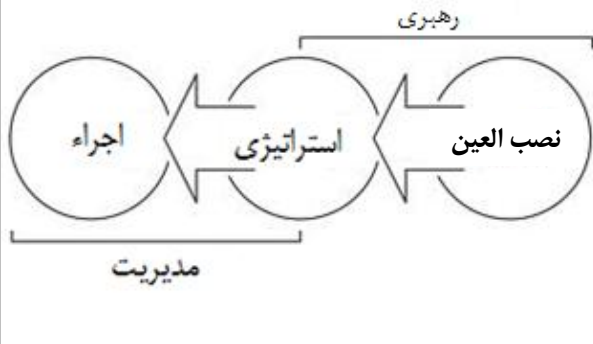 رهبری
نصب العین
استراتیژی
اجراء
مدیریت